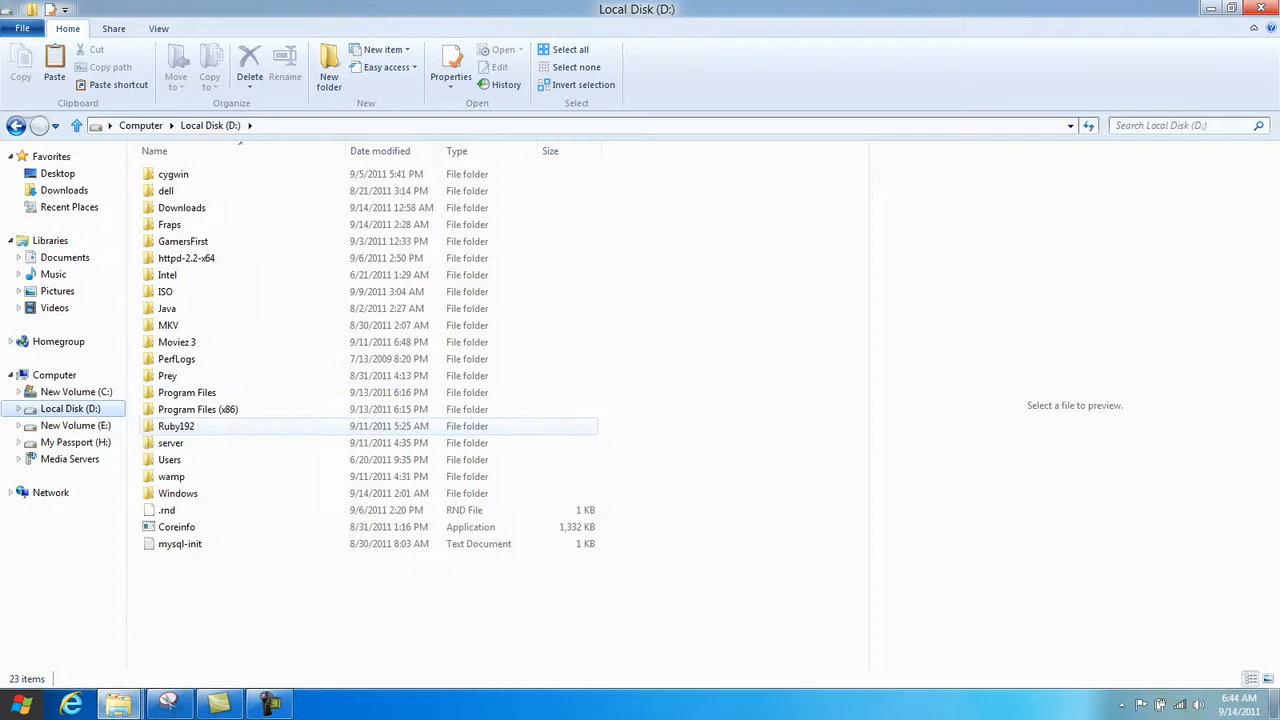 Local Disk (D:)
File Home Share View
Copy Paste Cut Copy path Paste shortcut Move to Copy to Delete Rename New folder New item Easy access Properties Open Edit History Select all Select none Invert selection
Clipboard Organize New Open Select
Computer Local Disk (D:) Search Local Disk (D:)
Favorites
Desktop
Downloads
Recent Places
Libraries
Documents
Music
Pictures
Videos
Homegroup
Computer
New Volume (C:)
Local Disk (D:)
New Volume (E:)
My Passport (H:)
Media Servers
Network
Name Date modified Type Size
cygwin 9/5/2011 5:41 PM File folder
dell 8/21/2011 3:14 PM File folder
Downloads 9/14/2011 12:58 AM File folder
Fraps 9/14/2011 2:28 AM File folder
GamersFirst 9/3/2011 12:33 PM File folder
httpd-2.2-x64 9/6/2011 2:50 PM File folder
Intel 6/21/2011 1:29 AM File folder
ISO 9/9/2011 3:04 AM File folder
Java 8/2/2011 2:27 AM File folder
MKV 8/30/2011 2:07 AM File folder
Moviez 3 9/11/2011 6:48 PM File folder
PerfLogs 7/13/2009 8:20 PM File folder
Prey 8/31/2011 4:13 PM File folder
Program Files 9/13/2011 6:16 PM File folder
Program Files (x86) 9/13/2011 6:15 PM File folder
Ruby192 9/11/2011 5:25 AM File folder
server 9/11/2011 4:35 PM File folder
Users 6/20/2011 9:35 PM File folder
wamp 9/11/2011 4:31 PM File folder
Windows 9/14/2011 2:01 AM File folder
.rnd 9/6/2011 2:20 PM RND File 1 KB
Coreinfo 8/31/2011 1:16 PM Application 1,332 KB
mysql-init 8/30/2011 8:03 AM Text Document 1 KB
Select a file to preview.
23 items
6:44 AM
9/14/2011